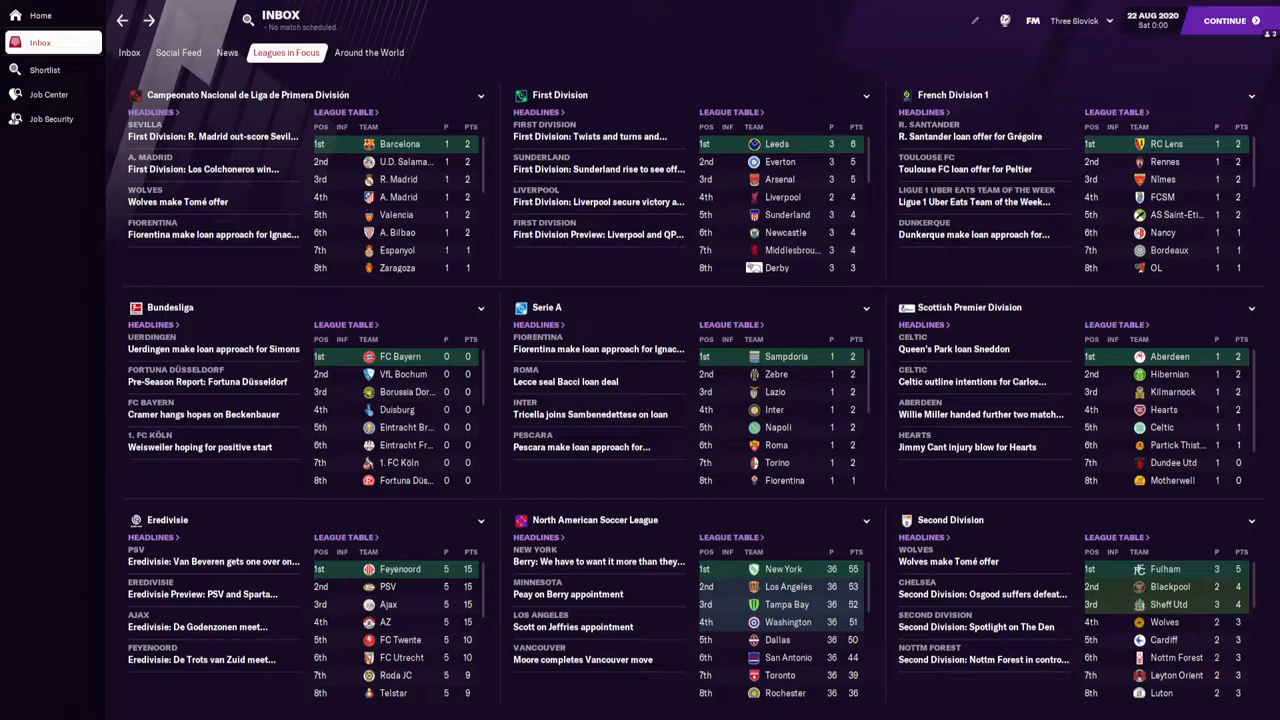 Home
INBOX
- No match scheduled.
FM
Three Slovick
22 AUG 2020
Sat 0:00
CONTINUE
2
Inbox
Shortlist
Job Center
Job Security
Inbox Social Feed News Leagues in Focus Around the World
Campeonato Nacional de Liga de Primera División
HEADLINES >
SEVILLA
First Division: R. Madrid out-score Sevil...
A. MADRID
First Division: Los Colchoneros win...
WOLVES
Wolves make Tomé offer
FIORENTINA
Fiorentina make loan approach for Ignac...
LEAGUE TABLE >
POS INF TEAM P PTS
1st Barcelona 1 2
2nd U.D. Salama... 1 2
3rd R. Madrid 1 2
4th A. Madrid 1 2
5th Valencia 1 2
6th A. Bilbao 1 2
7th Espanyol 1 1
8th Zaragoza 1 1
First Division
HEADLINES >
FIRST DIVISION
First Division: Twists and turns and...
SUNDERLAND
First Division: Sunderland rise to see off...
LIVERPOOL
First Division: Liverpool secure victory a...
FIRST DIVISION
First Division Preview: Liverpool and QP...
LEAGUE TABLE >
POS INF TEAM P PTS
1st Leeds 3 6
2nd Everton 3 5
3rd Arsenal 3 5
4th Liverpool 2 4
5th Sunderland 3 4
6th Newcastle 3 4
7th Middlesbrou... 3 4
8th Derby 3 3
French Division 1
HEADLINES >
R. SANTANDER
R. Santander loan offer for Grégoire
TOULOUSE FC
Toulouse FC loan offer for Peltier
LIGUE 1 UBER EATS TEAM OF THE WEEK
Ligue 1 Uber Eats Team of the Week...
DUNKERQUE
Dunkerque make loan approach for...
LEAGUE TABLE >
POS INF TEAM P PTS
1st RC Lens 1 2
2nd Rennes 1 2
3rd Nîmes 1 2
4th FCSM 1 2
5th AS Saint-Eti... 1 2
6th Nancy 1 2
7th Bordeaux 1 1
8th OL 1 1
Bundesliga
HEADLINES >
UERDINGEN
Uerdingen make loan approach for Simons
FORTUNA DÜSSELDORF
Pre-Season Report: Fortuna Düsseldorf
FC BAYERN
Cramer hangs hopes on Beckenbauer
1. FC KÖLN
Weisweiler hoping for positive start
LEAGUE TABLE >
POS INF TEAM P PTS
1st FC Bayern 0 0
2nd VfL Bochum 0 0
3rd Borussia Dor... 0 0
4th Duisburg 0 0
5th Eintracht Br... 0 0
6th Eintracht Fr... 0 0
7th 1. FC Köln 0 0
8th Fortuna Düs... 0 0
Serie A
HEADLINES >
FIORENTINA
Fiorentina make loan approach for Ignac...
ROMA
Lecce seal Bacci loan deal
INTER
Tricella joins Sambenedettese on loan
PESCARA
Pescara make loan approach for...
LEAGUE TABLE >
POS INF TEAM P PTS
1st Sampdoria 1 2
2nd Zebre 1 2
3rd Lazio 1 2
4th Inter 1 2
5th Napoli 1 2
6th Roma 1 2
7th Torino 1 2
8th Fiorentina 1 1
Scottish Premier Division
HEADLINES >
CELTIC
Queen's Park loan Sneddon
CELTIC
Celtic outline intentions for Carlos...
ABERDEEN
Willie Miller handed further two match...
HEARTS
Jimmy Cant injury blow for Hearts
LEAGUE TABLE >
POS INF TEAM P PTS
1st Aberdeen 1 2
2nd Hibernian 1 2
3rd Kilmarnock 1 2
4th Hearts 1 2
5th Celtic 1 1
6th Partick Thist... 1 1
7th Dundee Utd 1 0
8th Motherwell 1 0
Eredivisie
HEADLINES >
PSV
Eredivisie: Van Beveren gets one over on...
EREDIVISIE
Eredivisie Preview: PSV and Sparta...
AJAX
Eredivisie: De Godenzonen meet...
FEYENOORD
Eredivisie: De Trots van Zuid meet...
LEAGUE TABLE >
POS INF TEAM P PTS
1st Feyenoord 5 15
2nd PSV 5 15
3rd Ajax 5 15
4th AZ 5 15
5th FC Twente 5 10
6th FC Utrecht 5 10
7th Roda JC 5 9
8th Telstar 5 9
North American Soccer League
HEADLINES >
NEW YORK
Berry: We have to want it more than they...
MINNESOTA
Peay on Berry appointment
LOS ANGELES
Scott on Jeffries appointment
VANCOUVER
Moore completes Vancouver move
LEAGUE TABLE >
POS INF TEAM P PTS
1st New York 36 55
2nd Los Angeles 36 53
3rd Tampa Bay 36 52
4th Washington 36 51
5th Dallas 36 50
6th San Antonio 36 44
7th Toronto 36 39
8th Rochester 36 36
Second Division
HEADLINES >
WOLVES
Wolves make Tomé offer
CHELSEA
Second Division: Osgood suffers defeat...
SECOND DIVISION
Second Division: Spotlight on The Den
NOTTM FOREST
Second Division: Nottm Forest in contro...
LEAGUE TABLE >
POS INF TEAM P PTS
1st Fulham 3 5
2nd Blackpool 2 4
3rd Sheff Utd 3 4
4th Wolves 2 3
5th Cardiff 2 3
6th Nottm Forest 2 3
7th Leyton Orient 2 3
8th Luton 2 3